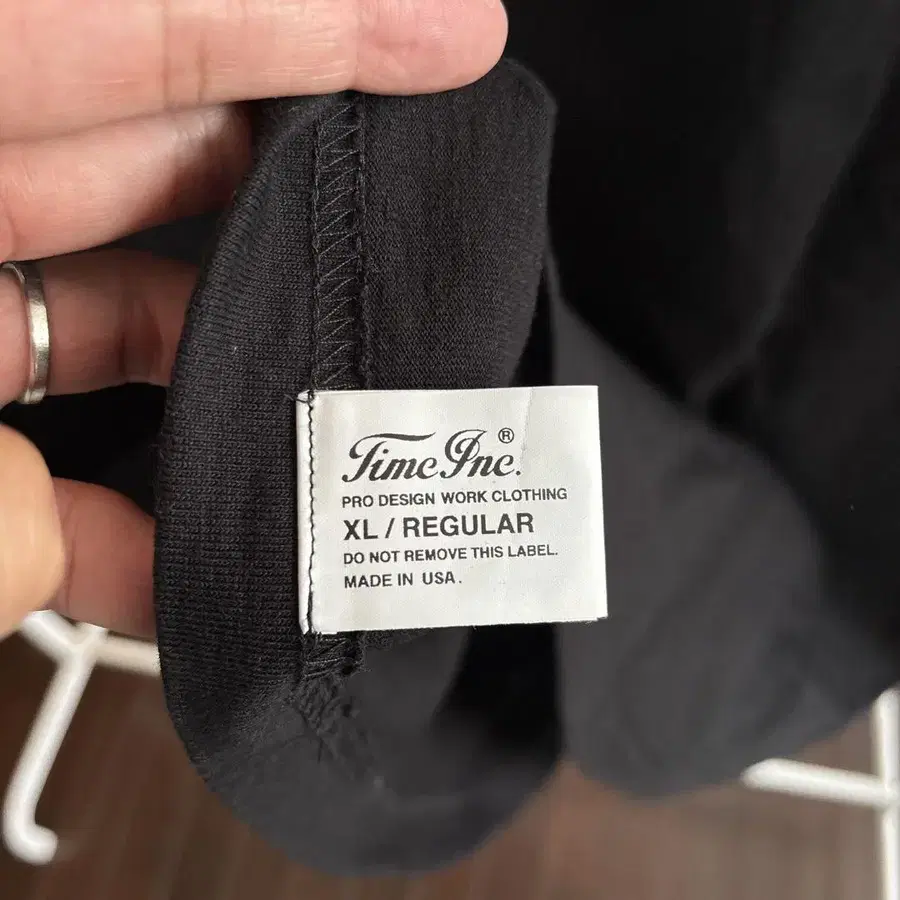 Time Inc.®
PRO DESIGN WORK CLOTHING
XL / REGULAR
DO NOT REMOVE THIS LABEL.
MADE IN USA.